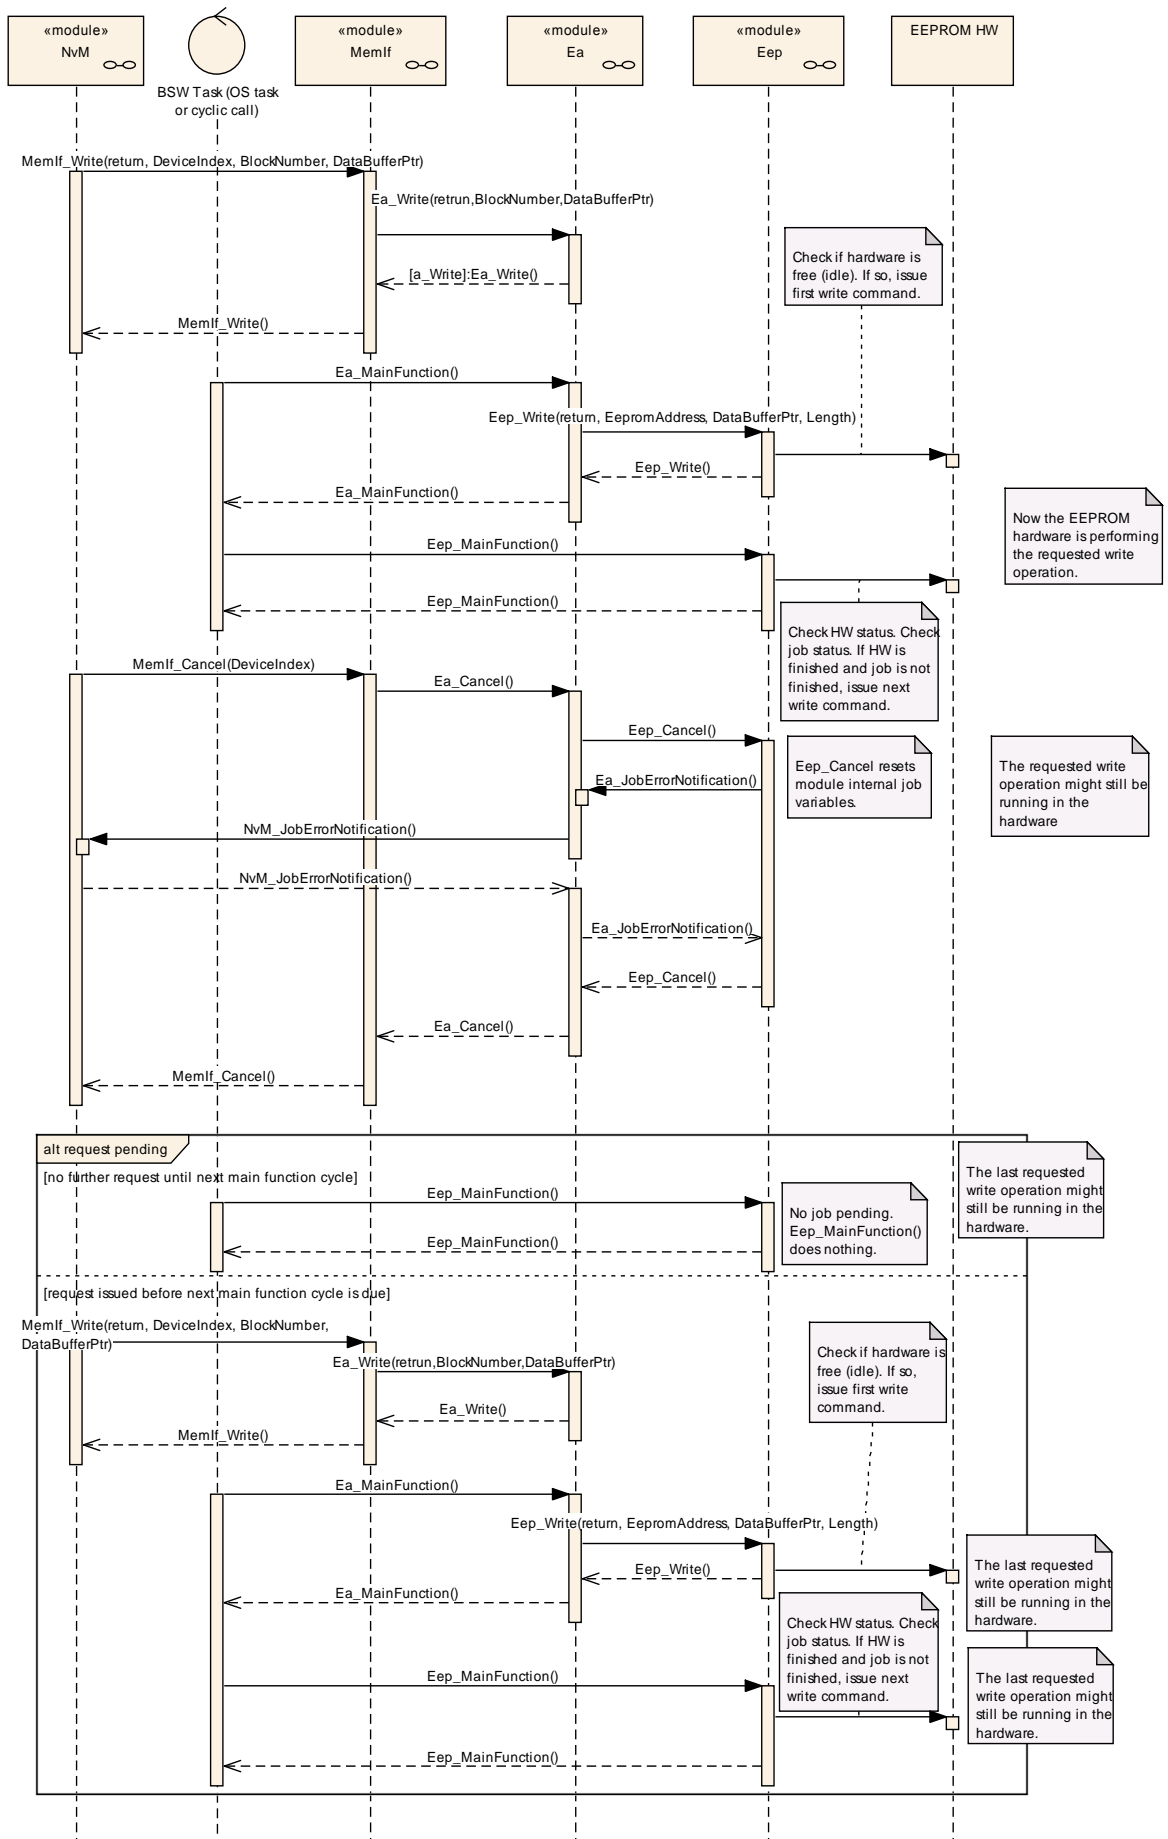 «module»
NvM
BSW Task (OS task
or cyclic call)
«module»
MemIf
«module»
Ea
«module»
Eep
EEPROM HW
MemIf_Write(return, DeviceIndex, BlockNumber, DataBufferPtr)
Ea_Write(retrun,BlockNumber,DataBufferPtr)
Check if hardware is
free (idle). If so, issue
first write command.
[a_Write]:Ea_Write()
MemIf_Write()
Ea_MainFunction()
Eep_Write(return, EepromAddress, DataBufferPtr, Length)
Eep_Write()
Ea_MainFunction()
Now the EEPROM
hardware is performing
the requested write
operation.
Eep_MainFunction()
Eep_MainFunction()
Check HW status. Check
job status. If HW is
finished and job is not
finished, issue next
write command.
MemIf_Cancel(DeviceIndex)
Ea_Cancel()
Eep_Cancel()
Eep_Cancel resets
module internal job
variables.
The requested write
operation might still be
running in the
hardware
Ea_JobErrorNotification()
NvM_JobErrorNotification()
NvM_JobErrorNotification()
Ea_JobErrorNotification()
Eep_Cancel()
Ea_Cancel()
MemIf_Cancel()
alt request pending
[no further request until next main function cycle]
The last requested
write operation might
still be running in the
hardware.
Eep_MainFunction()
No job pending.
Eep_MainFunction()
does nothing.
Eep_MainFunction()
[request issued before next main function cycle is due]
MemIf_Write(return, DeviceIndex, BlockNumber,
DataBufferPtr)
Ea_Write(retrun,BlockNumber,DataBufferPtr)
Check if hardware is
free (idle). If so,
issue first write
command.
Ea_Write()
MemIf_Write()
Ea_MainFunction()
Eep_Write(return, EepromAddress, DataBufferPtr, Length)
Eep_Write()
Ea_MainFunction()
The last requested
write operation might
still be running in the
hardware.
Check HW status. Check
job status. If HW is
finished and job is not
finished, issue next
write command.
Eep_MainFunction()
The last requested
write operation might
still be running in the
hardware.
Eep_MainFunction()